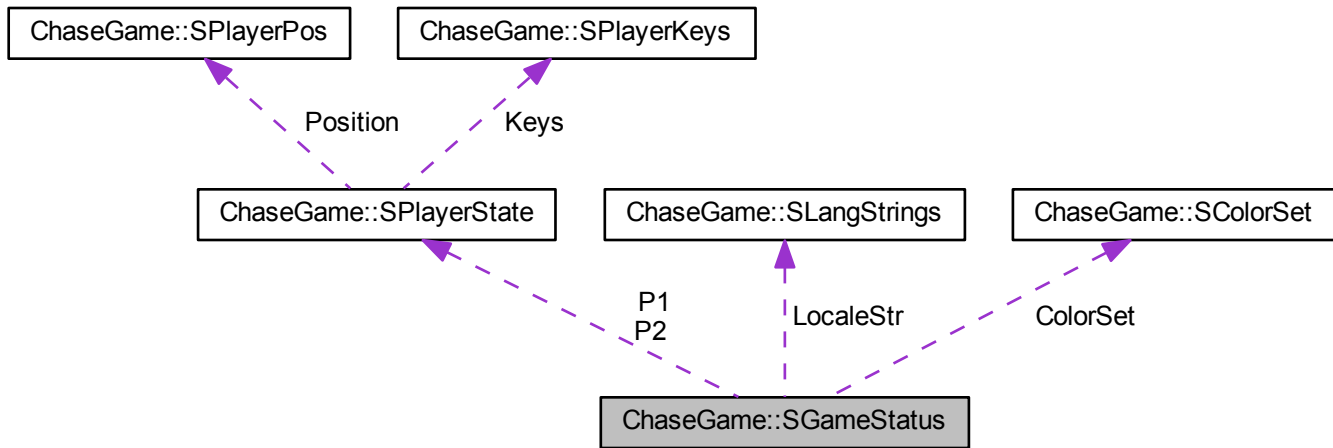 ChaseGame::SPlayerPos
ChaseGame::SPlayerKeys
Position
Keys
ChaseGame::SPlayerState
ChaseGame::SLangStrings
ChaseGame::SColorSet
P1
P2
LocaleStr
ColorSet
ChaseGame::SGameStatus